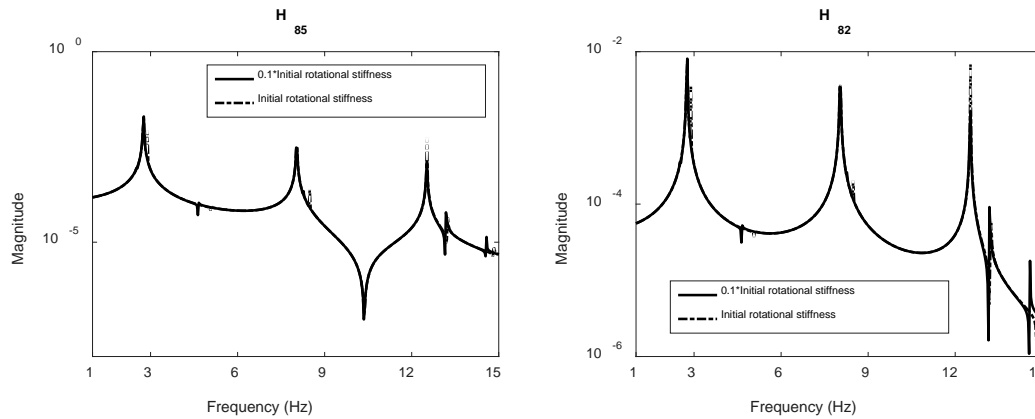 H
85
10 0
0.1*Initial rotational stiffness
Initial rotational stiffness
Magnitude
10 -5
1 3 6 9 12 15
Frequency (Hz)
H
82
10 -2
Magnitude
10 -4
0.1*Initial rotational stiffness
Initial rotational stiffness
10 -6
1 3 6 9 12
Frequency (Hz)